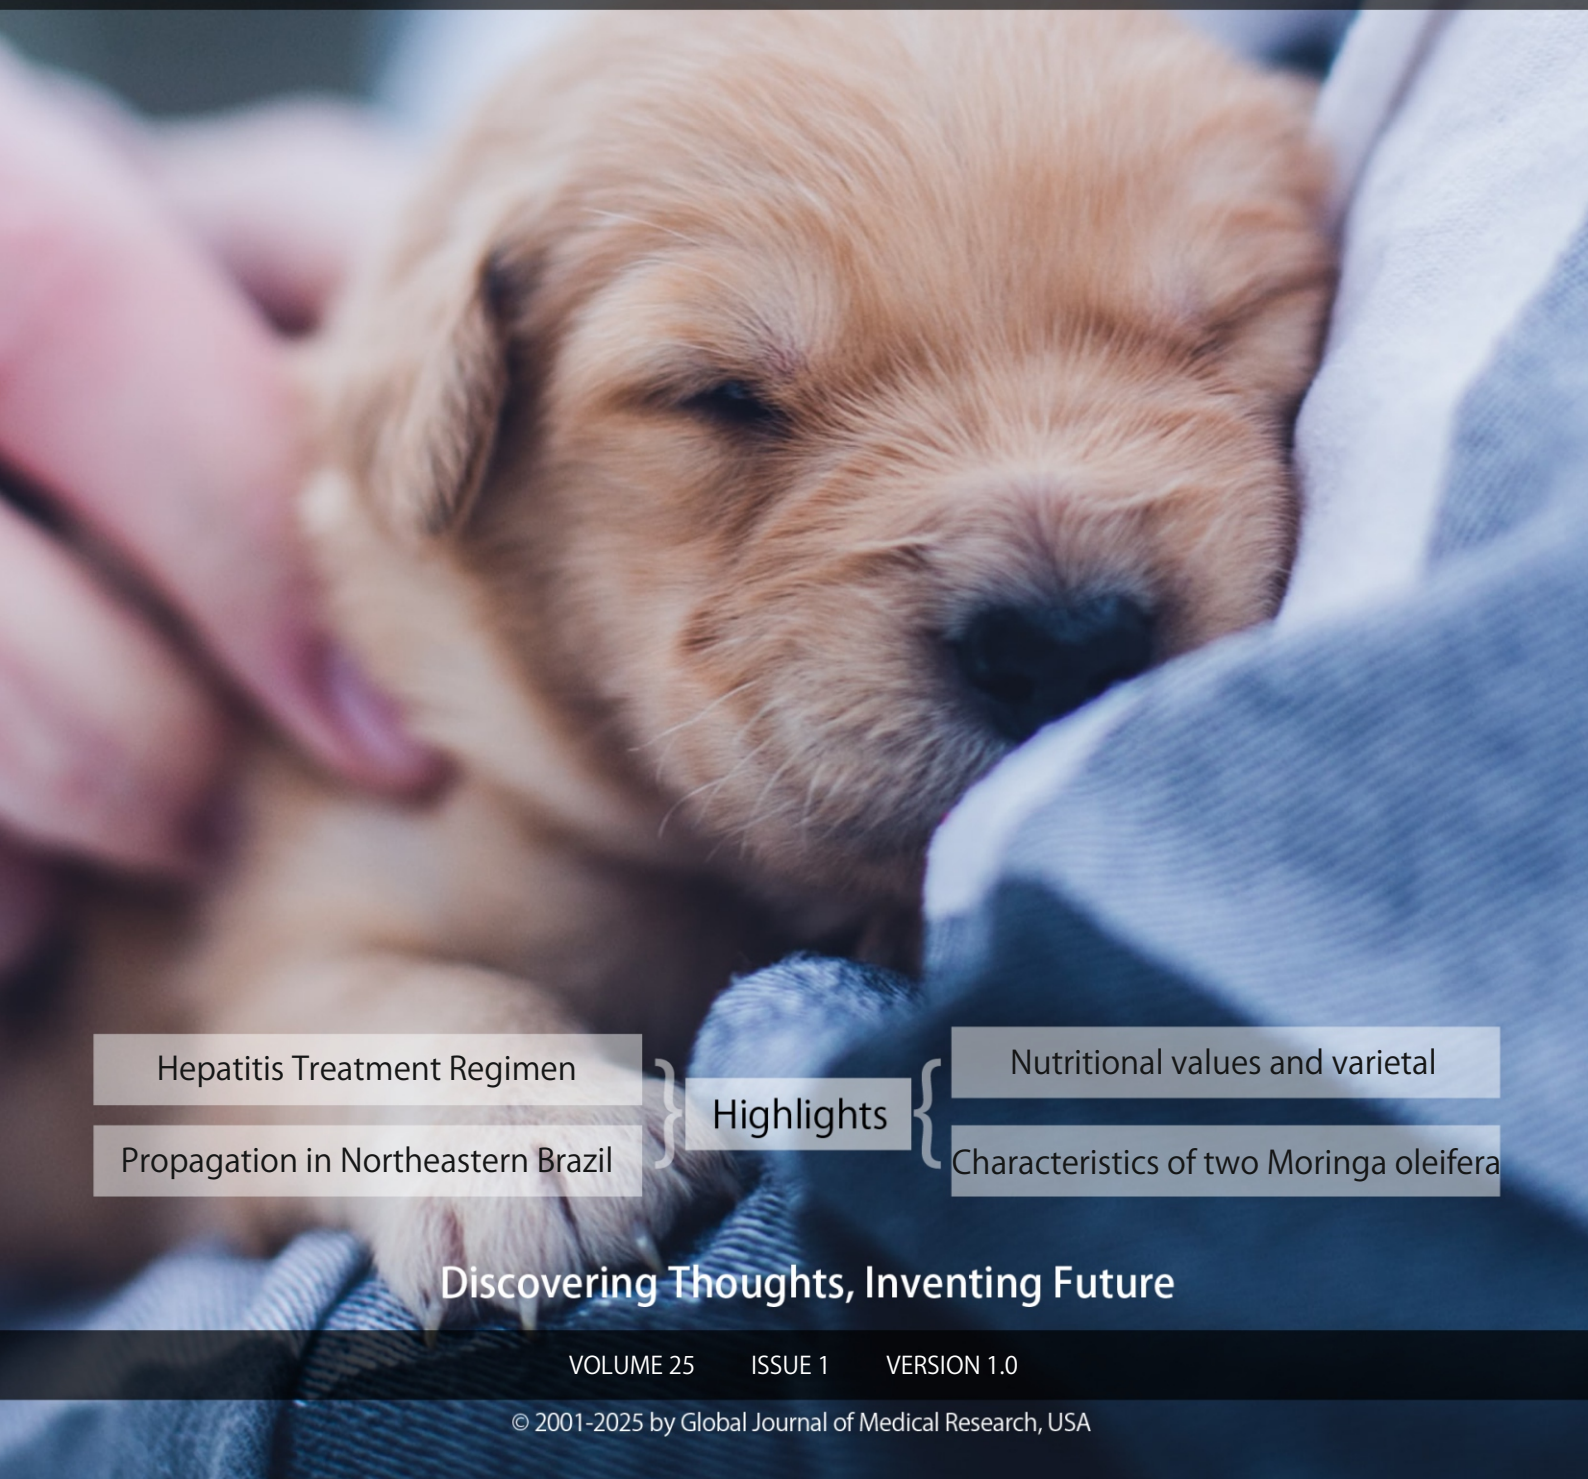 Hepatitis Treatment Regimen
Propagation in Northeastern Brazil
Highlights
Nutritional values and varietal
Characteristics of two Moringa oleifera
Discovering Thoughts, Inventing Future
VOLUME 25 ISSUE 1 VERSION 1.0
© 2001-2025 by Global Journal of Medical Research, USA